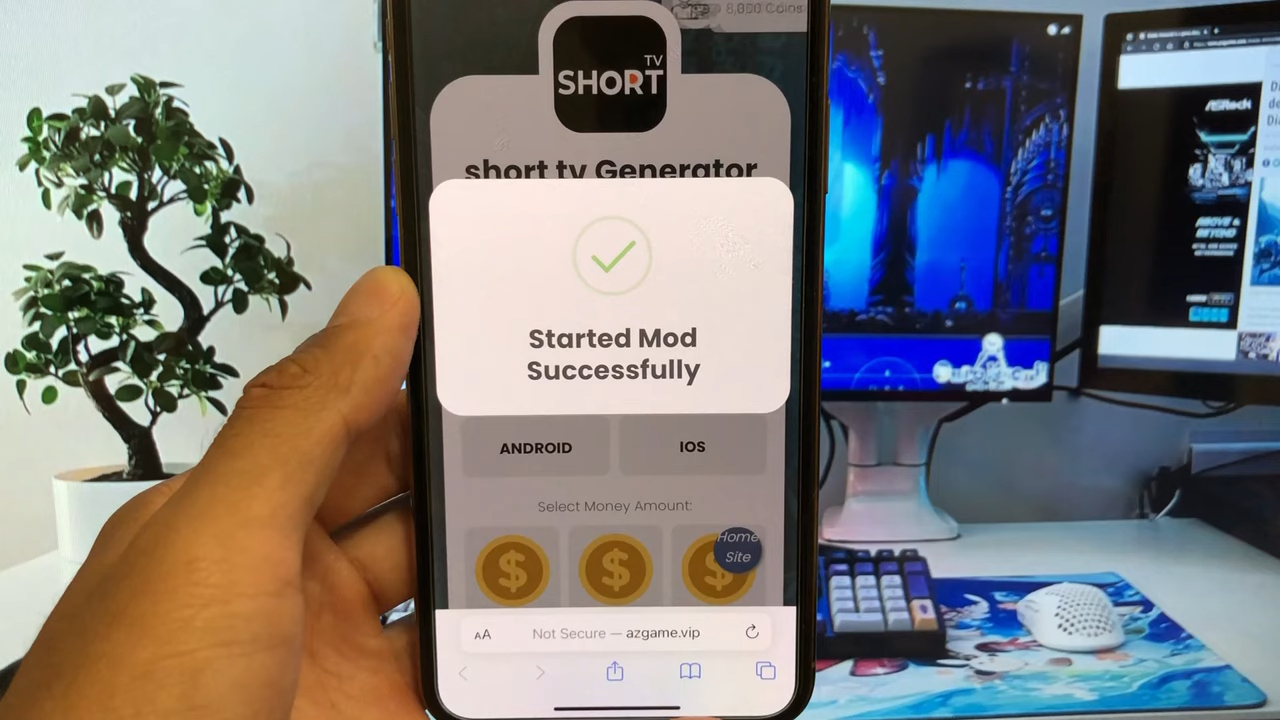 8,000 Coins
TV
SHORT
short tv Generator
Started Mod
Successfully
ANDROID
IOS
Select Money Amount:
$
$
$
Home
Site
AA
Not Secure — azgame.vip
ASRock
ABOVE &
BEYOND